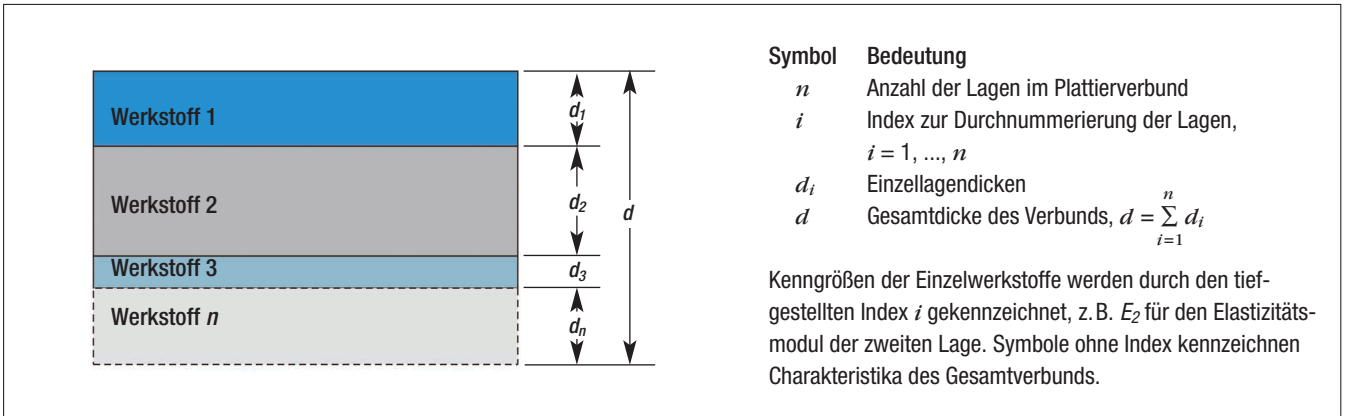 Werkstoff 1
Werkstoff 2
Werkstoff 3
Werkstoff n
d1
d2
d3
dn
d
Symbol Bedeutung
n Anzahl der Lagen im Plattierverbund
i Index zur Durchnummerierung der Lagen,
i = 1, ..., n
di Einzellagendicken
d Gesamtdicke des Verbunds, d = n Σ i=1 di
Kenngrößen der Einzelwerkstoffe werden durch den tief-
gestellten Index i gekennzeichnet, z. B. E2 für den Elastizitäts-
modul der zweiten Lage. Symbole ohne Index kennzeichnen
Charakteristika des Gesamtverbunds.